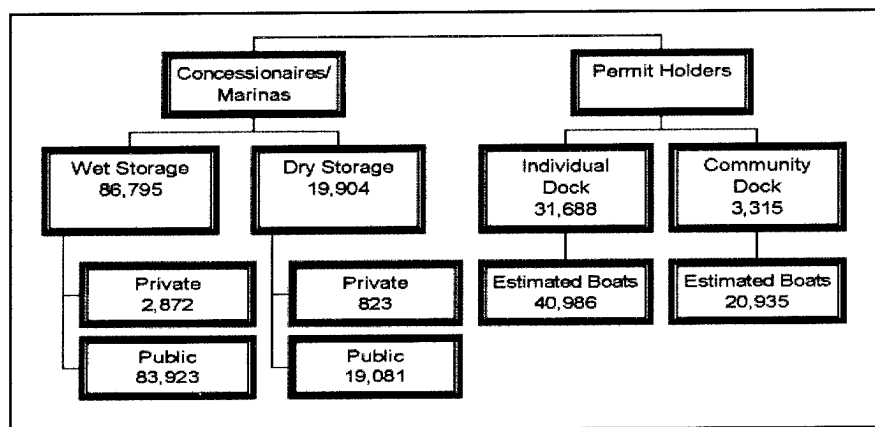 Concessionaires/
Marinas
Permit Holders
Wet Storage
86,795
Dry Storage
19,904
Individual
Dock
31,688
Community
Dock
3,315
Private
2,872
Private
823
Estimated Boats
40,986
Estimated Boats
20,935
Public
83,923
Public
19,081